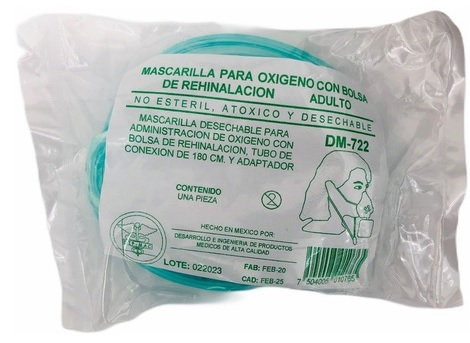 MASCARILLA PARA OXIGENO CON BOLSA
DE REHINALACION ADULTO
NO ESTERIL, ATOXICO Y DESECHABLE
DM-722
MASCARILLA DESECHABLE PARA
ADMINISTRACION DE OXIGENO CON
BOLSA DE REHINALACION, TUBO DE
CONEXION DE 180 CM. Y ADAPTADOR
CONTENIDO
UNA PIEZA
HECHO EN MEXICO POR:
DESARROLLO E INGENIERIA DE PRODUCTOS
MEDICOS DE ALTA CALIDAD
LOTE: 022023
FAB: FEB-20
CAD: FEB-25